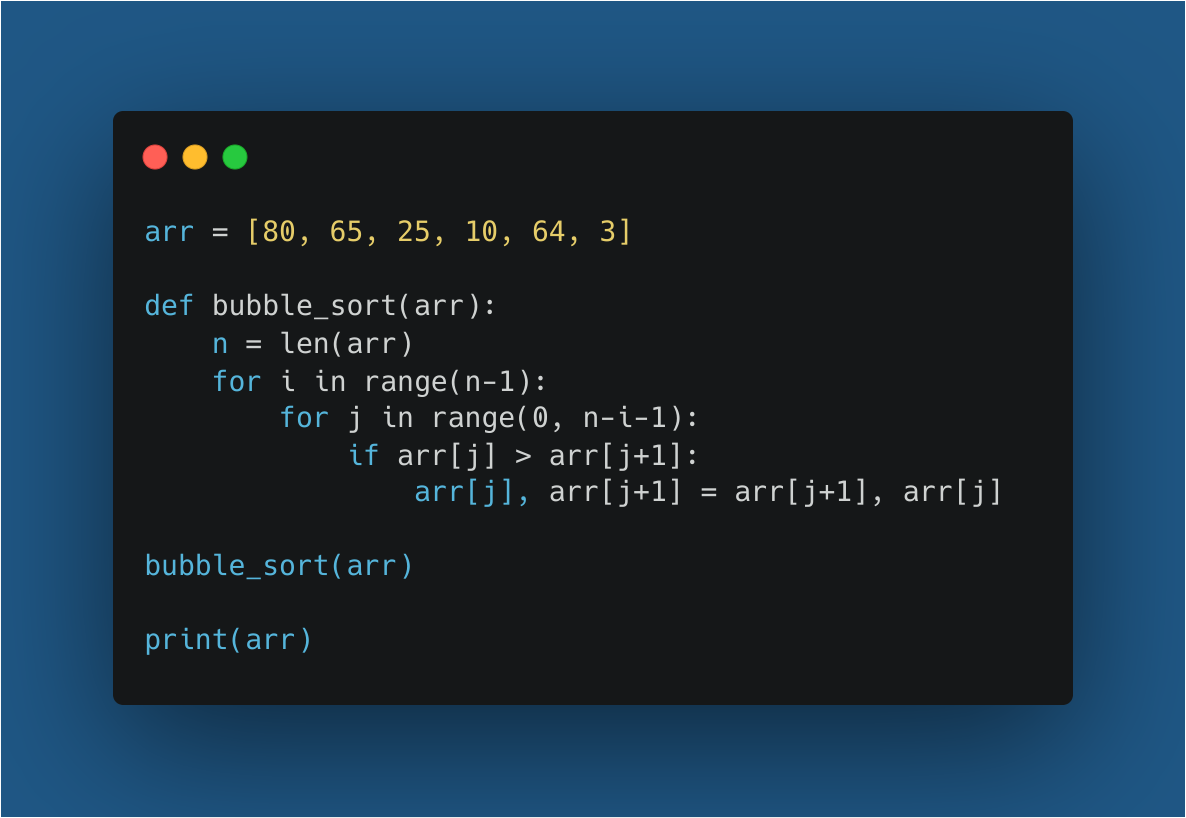 arr = [80, 65, 25, 10, 64, 3]
def bubble_sort(arr):
    n = len(arr)
    for i in range(n-1):
        for j in range(0, n-i-1):
            if arr[j] > arr[j+1]:
                arr[j], arr[j+1] = arr[j+1], arr[j]
bubble_sort(arr)
print(arr)